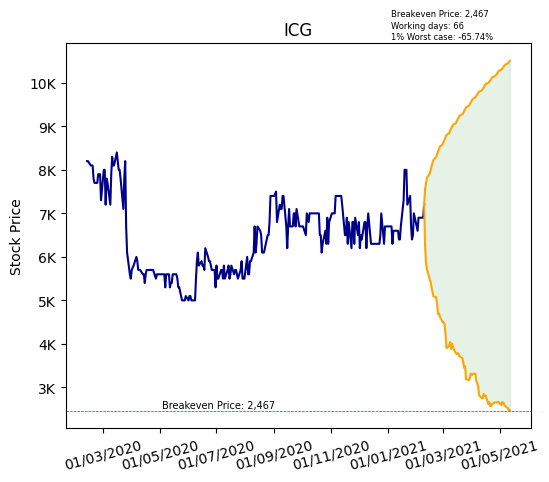 Breakeven Price: 2,467
Working days: 66
1% Worst case: -65.74%
ICG
Stock Price
10K
9K
8K
7K
6K
5K
4K
3K
Breakeven Price: 2,467
01/03/2020 01/05/2020 01/07/2020 01/09/2020 01/11/2020 01/01/2021 01/03/2021 01/05/2021